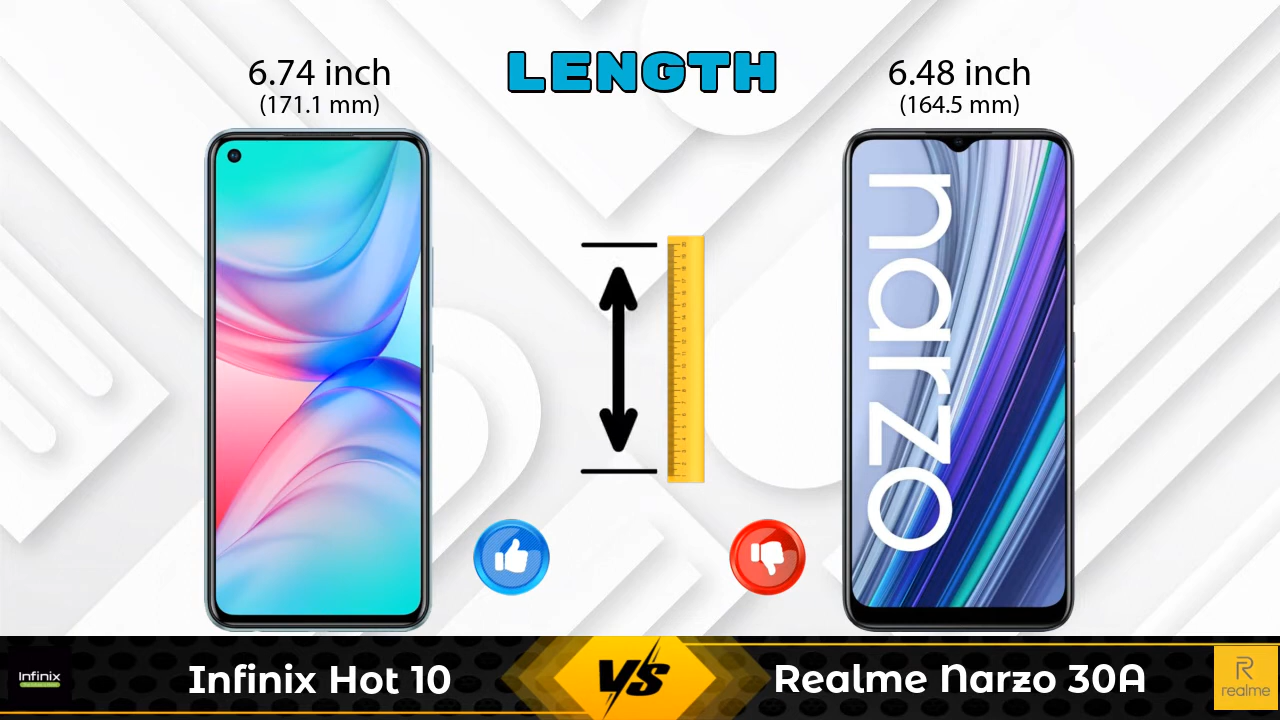 LENGTH
6.74 inch
(171.1 mm)
6.48 inch
(164.5 mm)
narzo
Infinix
Infinix Hot 10
VS
Realme Narzo 30A
R
realme